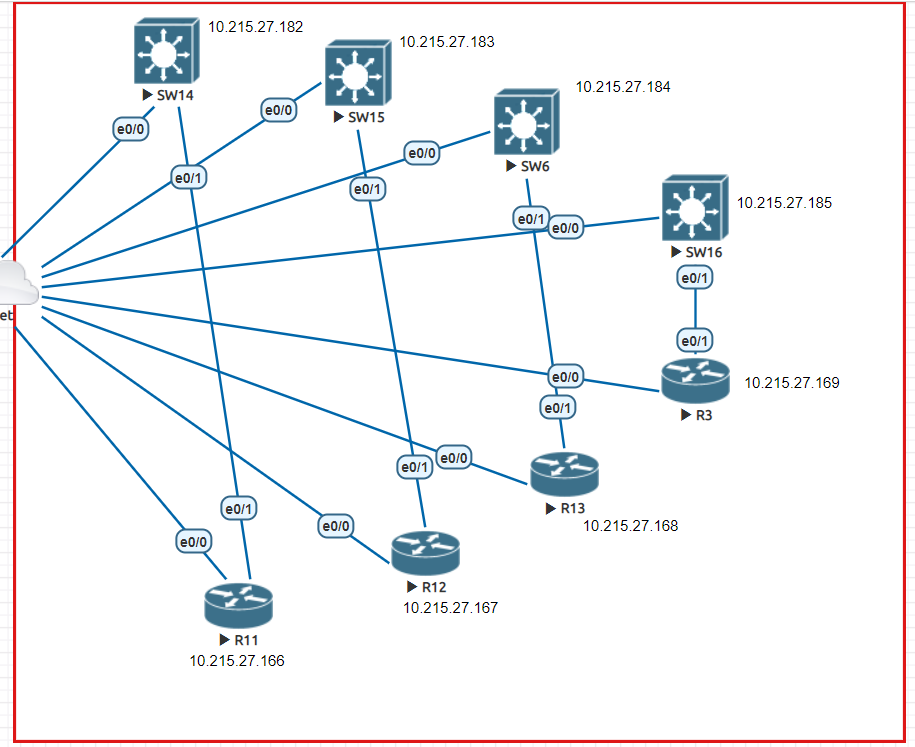 10.215.27.182
SW14
10.215.27.183
SW15
10.215.27.184
SW6
10.215.27.185
SW16
e0/0
e0/0
e0/0
e0/1
e0/1
e0/1
e0/0
e0/1
et
e0/1
e0/0
10.215.27.169
R3
e0/1
e0/0
e0/1
R13
10.215.27.168
e0/1
e0/0
e0/0
R12
10.215.27.167
R11
10.215.27.166